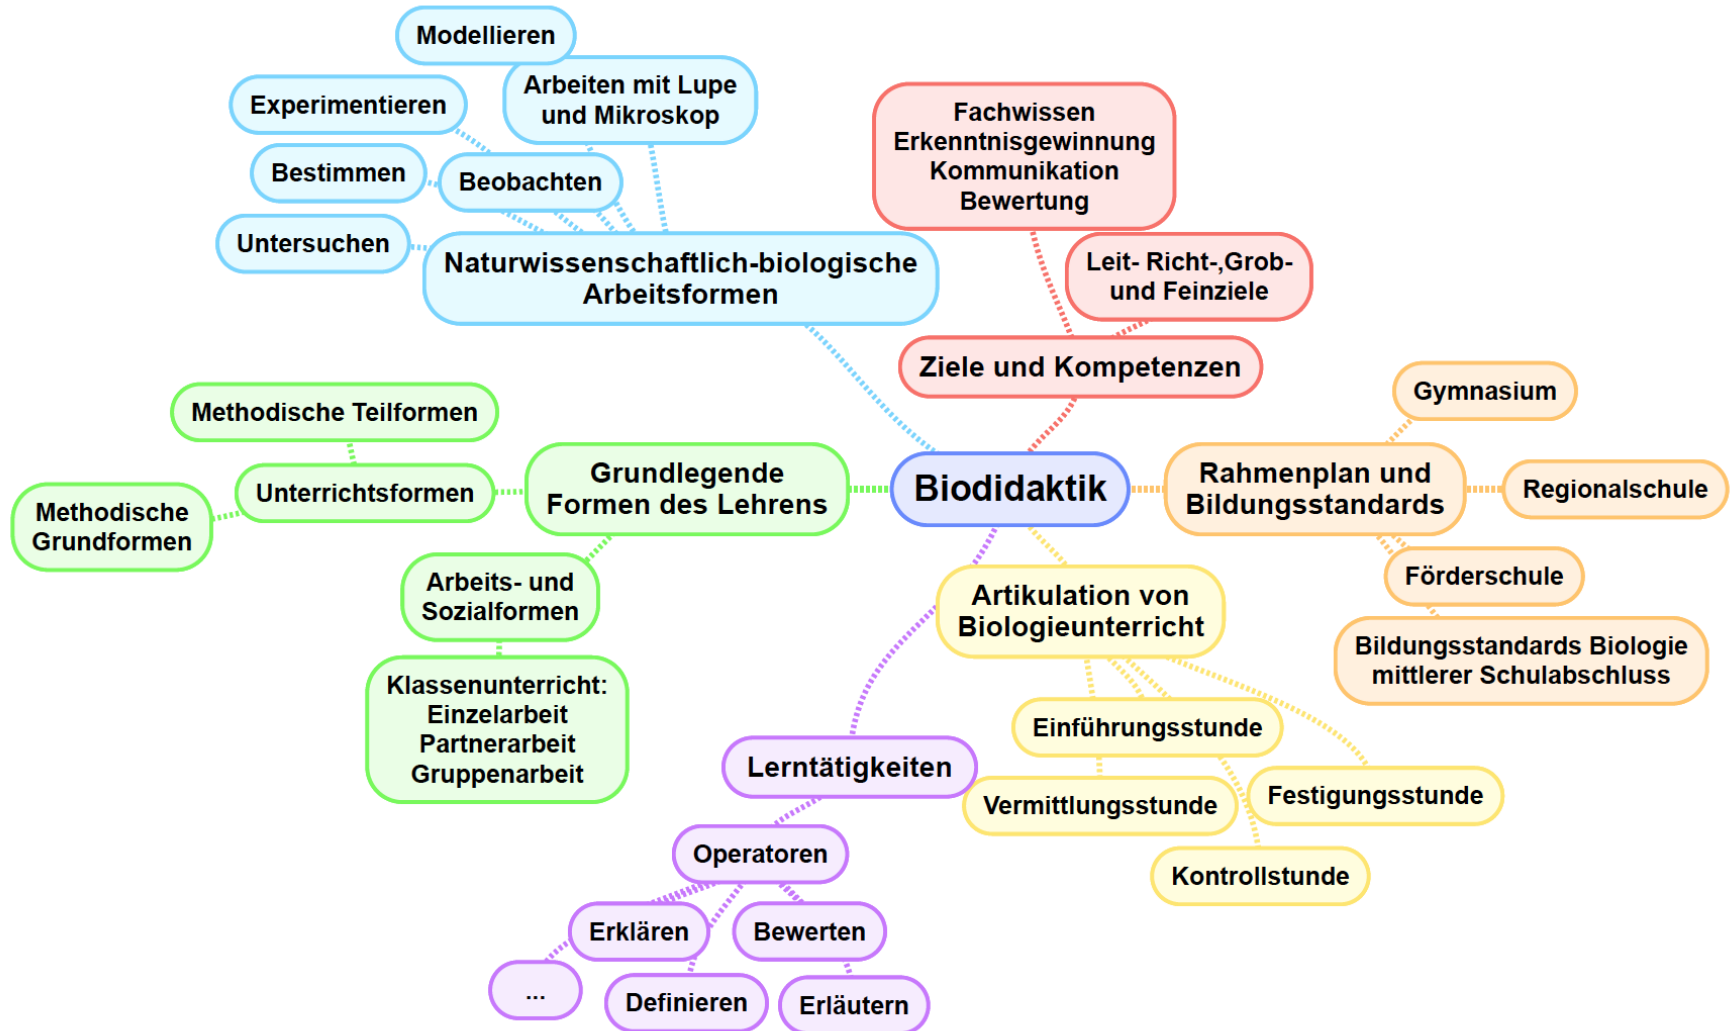 Modellieren
Arbeiten mit Lupe
und Mikroskop
Experimentieren
Bestimmen
Beobachten
Untersuchen
Naturwissenschaftlich-biologische
Arbeitsformen
Fachwissen
Erkenntnisgewinnung
Kommunikation
Bewertung
Leit- Richt-,Grob-
und Feinziele
Ziele und Kompetenzen
Methodische Teilformen
Unterrichtsformen
Methodische
Grundformen
Grundlegende
Formen des Lehrens
Arbeits- und
Sozialformen
Klassenunterricht:
Einzelarbeit
Partnerarbeit
Gruppenarbeit
Biodidaktik
Gymnasium
Rahmenplan und
Bildungsstandards
Regionalschule
Förderschule
Bildungsstandards Biologie
mittlerer Schulabschluss
Artikulation von
Biologieunterricht
Einführungsstunde
Vermittlungsstunde
Festigungsstunde
Kontrollstunde
Lerntätigkeiten
Operatoren
Erklären
Bewerten
...
Definieren
Erläutern